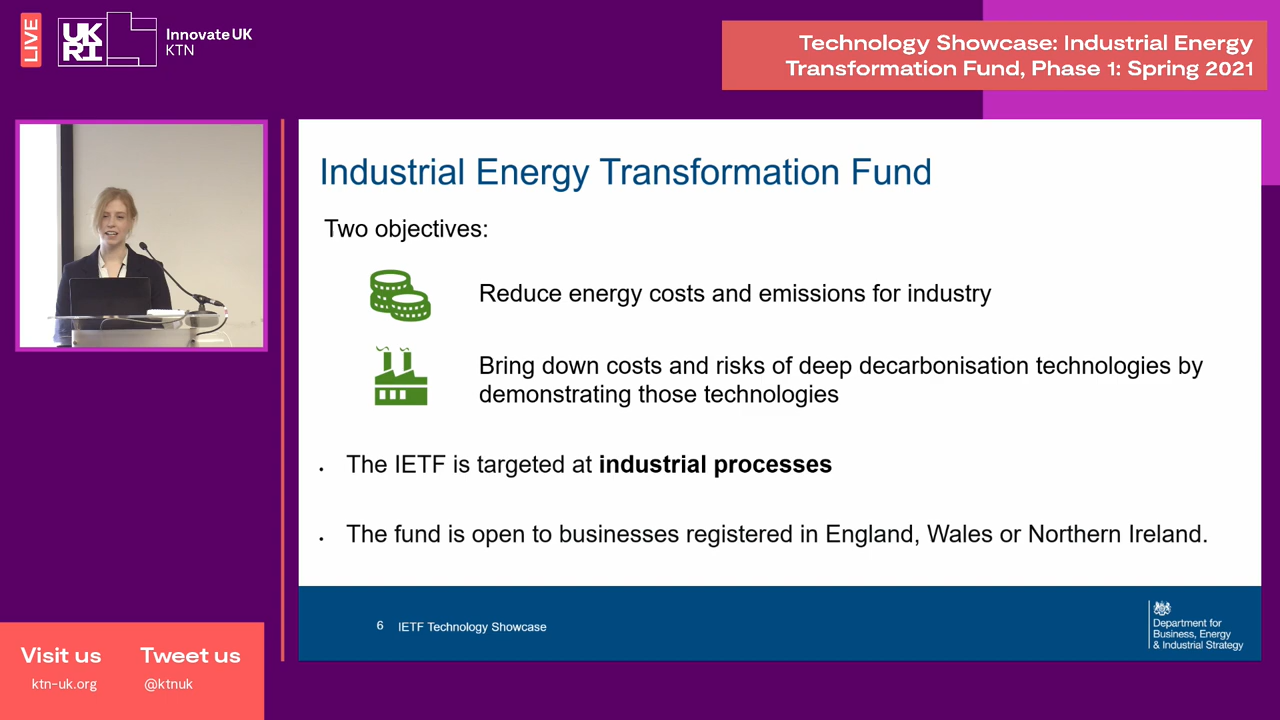 LIVE
UK
RI
Innovate UK
KTN
Technology Showcase: Industrial Energy
Transformation Fund, Phase 1: Spring 2021
Industrial Energy Transformation Fund
Two objectives:
Reduce energy costs and emissions for industry
Bring down costs and risks of deep decarbonisation technologies by
demonstrating those technologies
• The IETF is targeted at industrial processes
• The fund is open to businesses registered in England, Wales or Northern Ireland.
6 IETF Technology Showcase
Department for
Business, Energy
& Industrial Strategy
Visit us
ktn-uk.org
Tweet us
@ktnuk